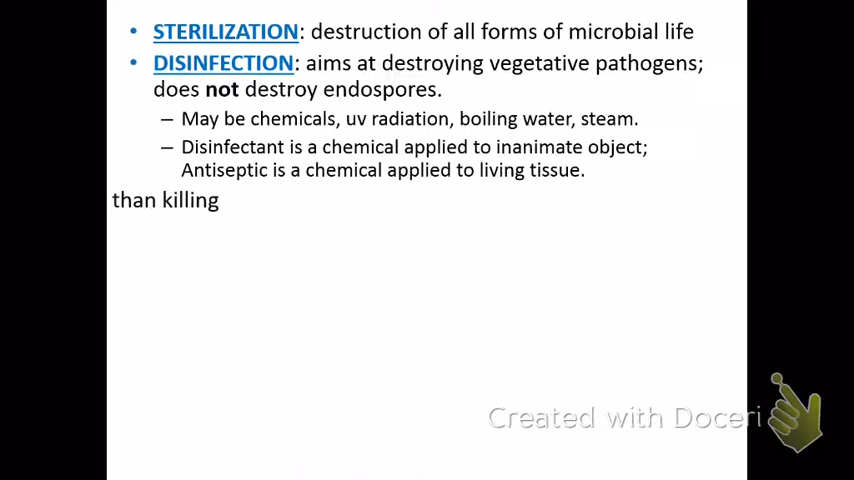 • STERILIZATION: destruction of all forms of microbial life
• DISINFECTION: aims at destroying vegetative pathogens;
does not destroy endospores.
– May be chemicals, uv radiation, boiling water, steam.
– Disinfectant is a chemical applied to inanimate object;
Antiseptic is a chemical applied to living tissue.
than killing
Created with Doceri